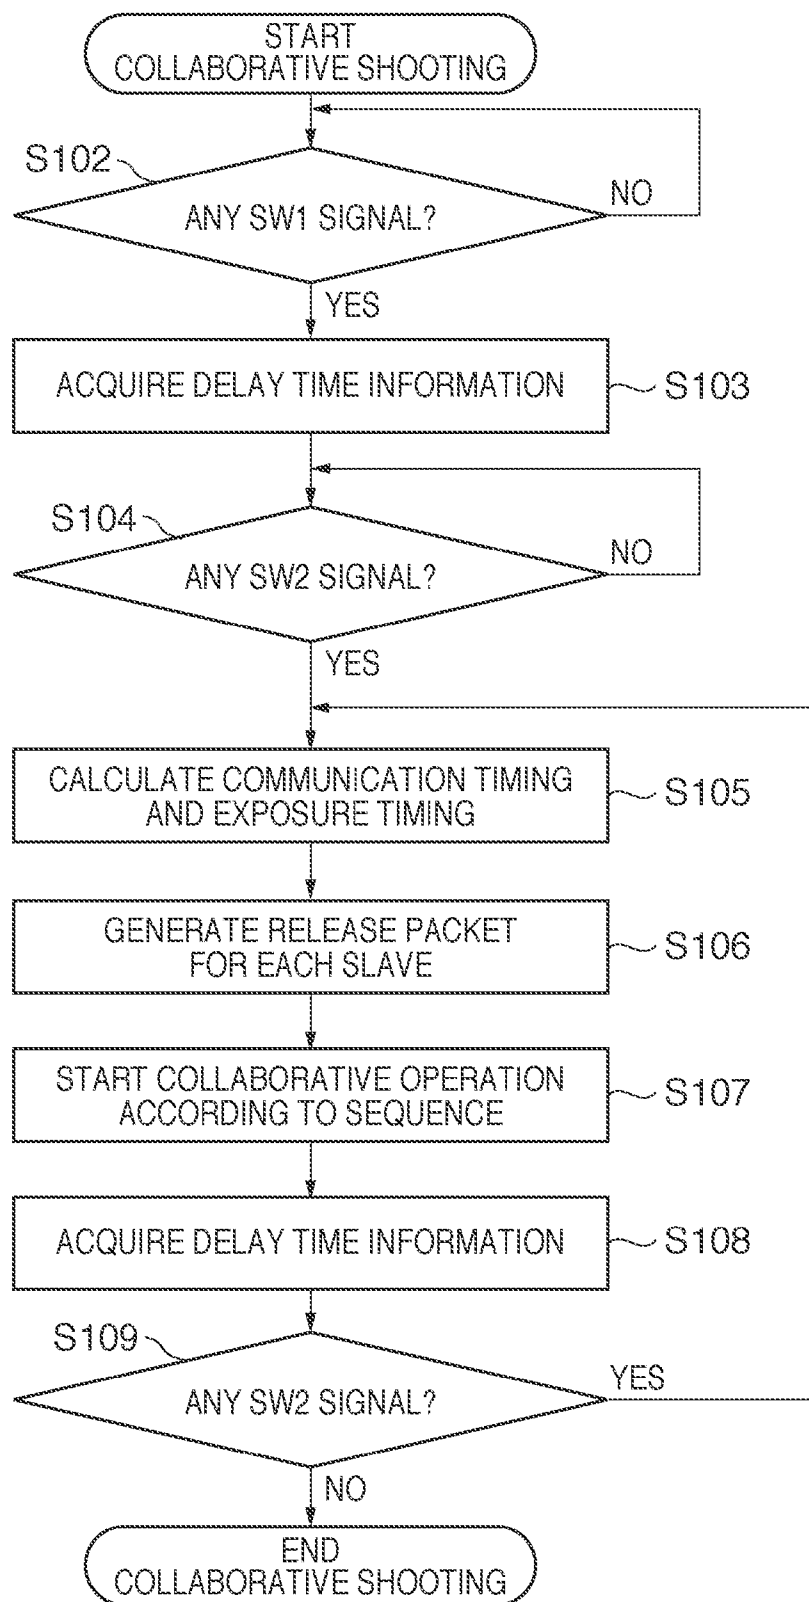 START
COLLABORATIVE SHOOTING
S102
ANY SW1 SIGNAL?
NO
YES
ACQUIRE DELAY TIME INFORMATION
S103
S104
ANY SW2 SIGNAL?
NO
YES
CALCULATE COMMUNICATION TIMING
AND EXPOSURE TIMING
S105
GENERATE RELEASE PACKET
FOR EACH SLAVE
S106
START COLLABORATIVE OPERATION
ACCORDING TO SEQUENCE
S107
ACQUIRE DELAY TIME INFORMATION
S108
S109
ANY SW2 SIGNAL?
YES
NO
END
COLLABORATIVE SHOOTING